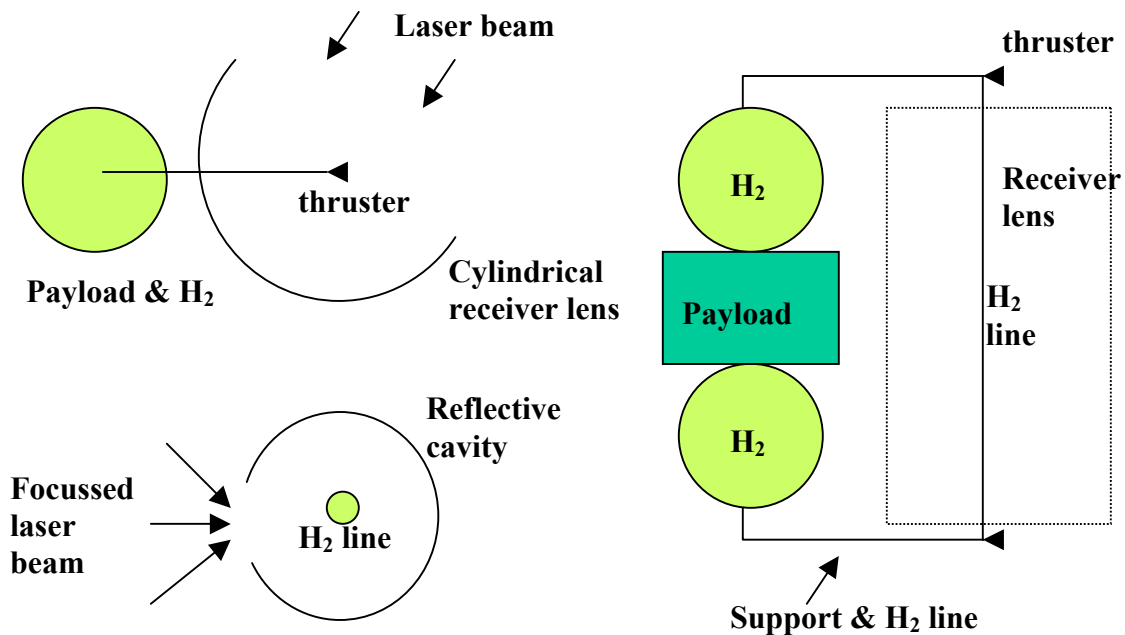 Laser beam
thruster
Payload & H₂
Cylindrical
receiver lens
Focussed
laser
beam
Reflective
cavity
H₂ line
thruster
H₂
Receiver
lens
Payload
H₂
line
H₂
Support & H₂ line